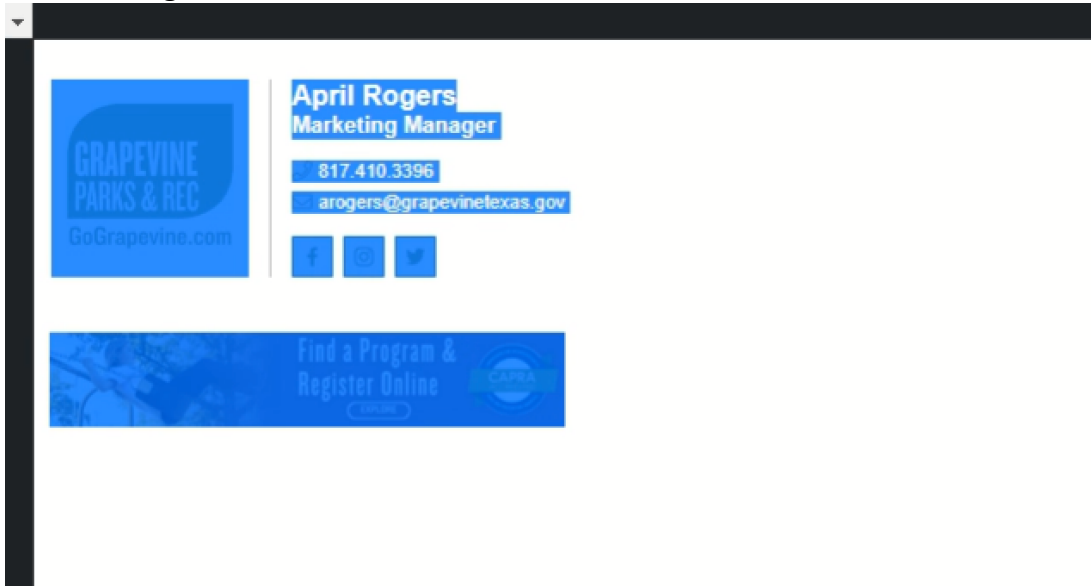 GRAPEVINE
PARKS & REC
GoGrapevine.com
April Rogers
Marketing Manager
817.410.3396
arogers@grapevinetexas.gov
Find a Program &
Register Online
EXPLORE
CAPRA